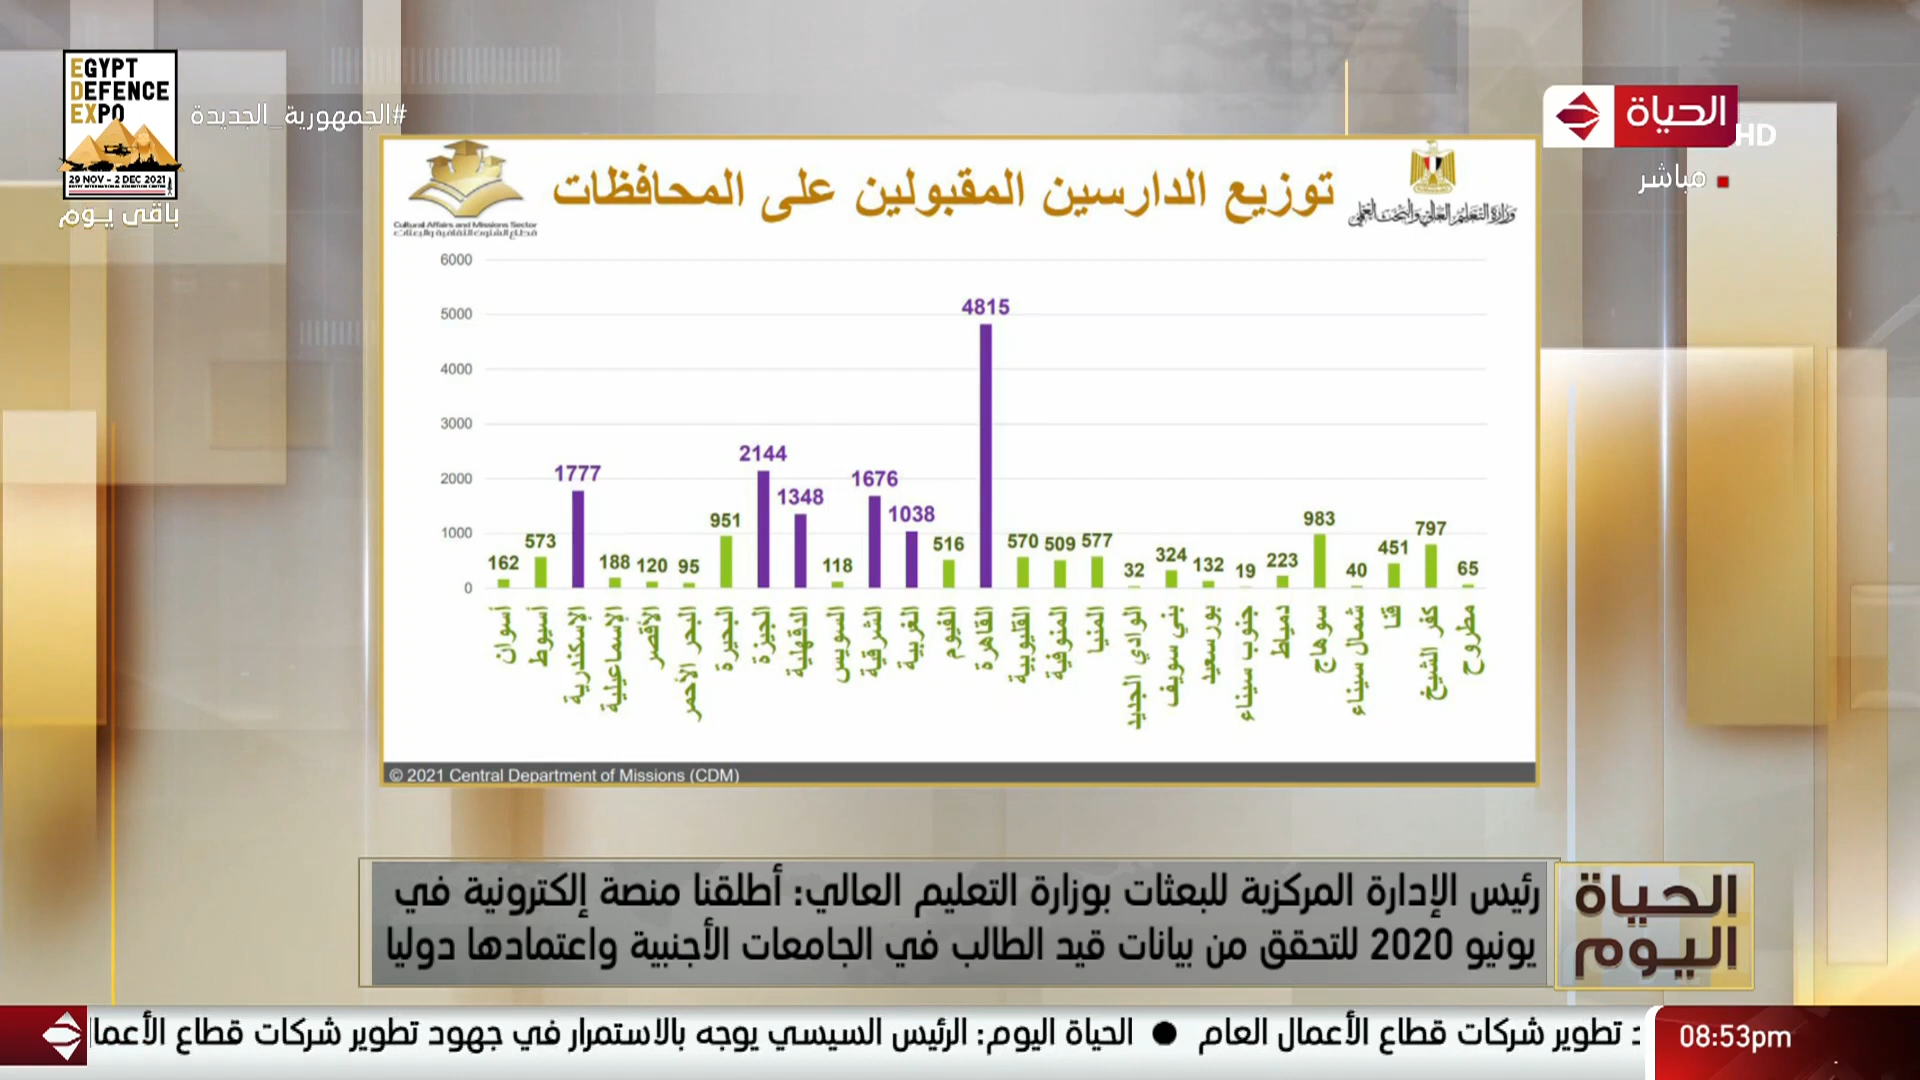 EGYPT
DEFENCE
EXPO
29 NOV - 2 DEC 2021
EGYPT INTERNATIONAL EXHIBITION CENTER
باقى يوم
#الجمهورية_الجديدة
الحياة
HD
مباشر
توزيع الدارسين المقبولين على المحافظات
وزارة التعليم العالي والبحث العلمي
Cultural Affairs and Missions Sector
قطاع الشئون الثقافية والبعثات
6000
5000
4000
3000
2000
1000
0
162
573
1777
188
120
95
951
2144
1348
118
1676
1038
516
4815
570
509
577
32
324
132
19
223
983
40
451
797
65
أسوان
أسيوط
الإسكندرية
الإسماعيلية
الأقصر
البحر الأحمر
البحيرة
الجيزة
الدقهلية
السويس
الشرقية
الغربية
الفيوم
القاهرة
القليوبية
المنوفية
المنيا
الوادي الجديد
بني سويف
بورسعيد
جنوب سيناء
دمياط
سوهاج
شمال سيناء
قنا
كفر الشيخ
مطروح
© 2021 Central Department of Missions (CDM)
رئيس الإدارة المركزية للبعثات بوزارة التعليم العالي: أطلقنا منصة إلكترونية في
يونيو 2020 للتحقق من بيانات قيد الطالب في الجامعات الأجنبية واعتمادها دوليا
الحياة
اليوم
د تطوير شركات قطاع الأعمال العام ● الحياة اليوم: الرئيس السيسي يوجه بالاستمرار في جهود تطوير شركات قطاع الأعما
08:53pm